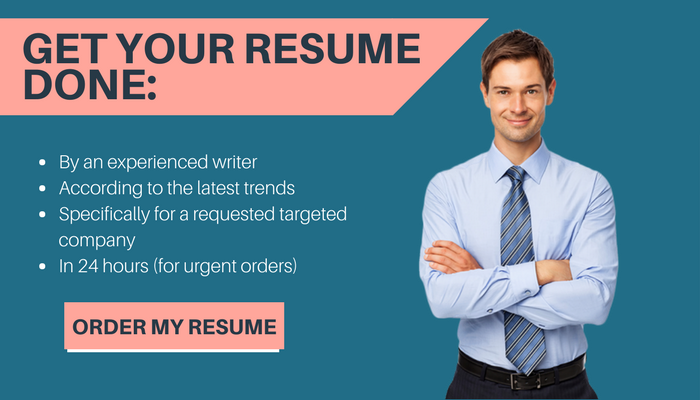 GET YOUR RESUME
DONE:
By an experienced writer
According to the latest trends
Specifically for a requested targeted
company
In 24 hours (for urgent orders)
ORDER MY RESUME